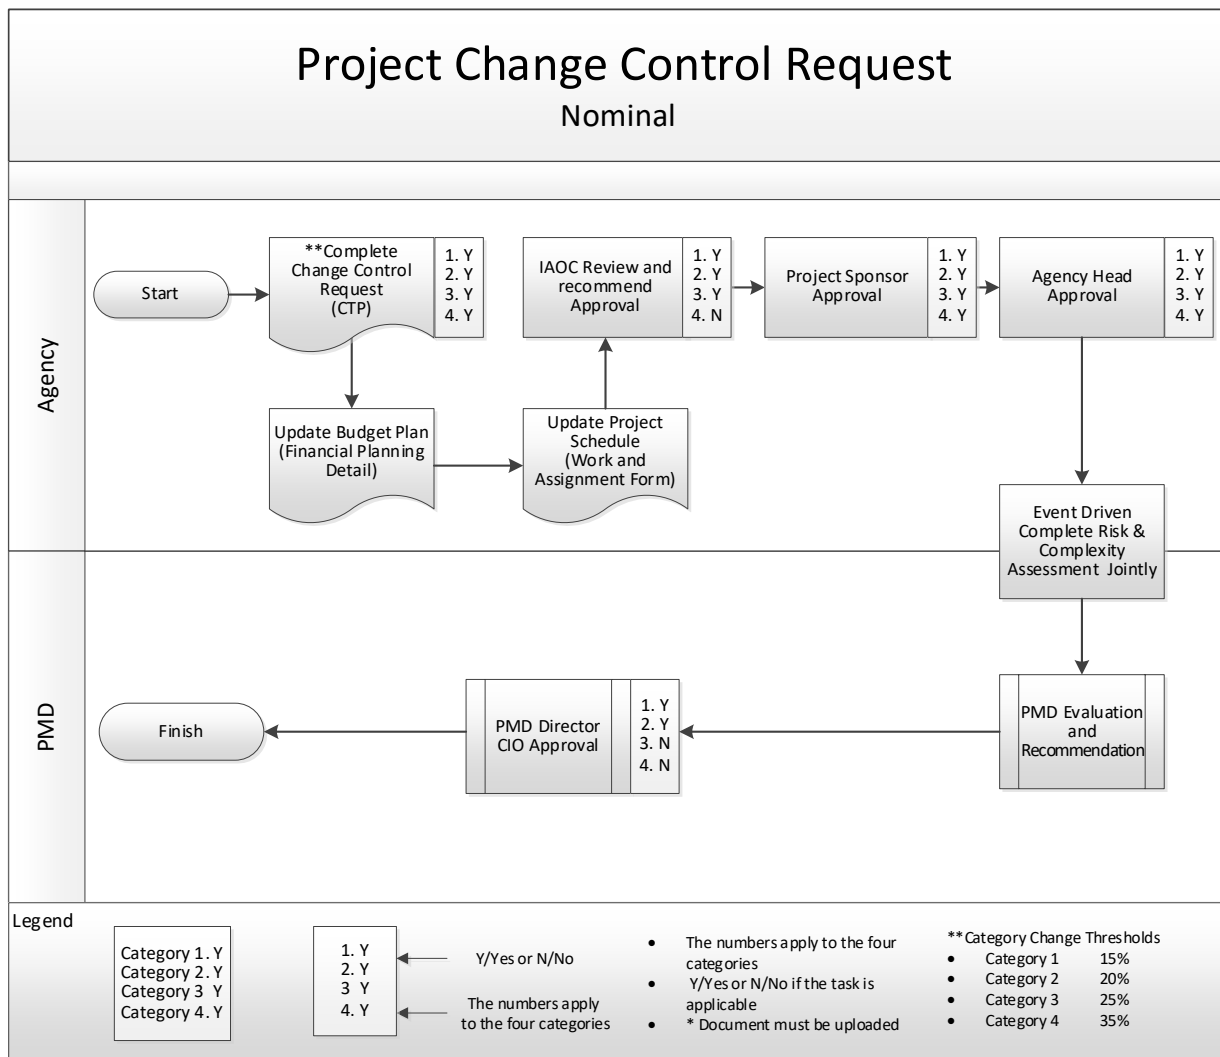 Project Change Control Request
Nominal
Agency
Start
**Complete
Change Control
Request
(CTP)
1. Y
2. Y
3. Y
4. Y
Update Budget Plan
(Financial Planning
Detail)
Update Project
Schedule
(Work and
Assignment Form)
IAOC Review and
recommend
Approval
1. Y
2. Y
3. Y
4. N
Project Sponsor
Approval
1. Y
2. Y
3. Y
4. Y
Agency Head
Approval
1. Y
2. Y
3. Y
4. Y
Event Driven
Complete Risk &
Complexity
Assessment Jointly
PMD
PMD Evaluation
and
Recommendation
PMD Director
CIO Approval
1. Y
2. Y
3. N
4. N
Finish
Legend
Category 1. Y
Category 2. Y
Category 3 Y
Category 4. Y
1. Y
2. Y
3 Y
4. Y
Y/Yes or N/No
The numbers apply
to the four categories
• The numbers apply to the four
categories
• Y/Yes or N/No if the task is
applicable
• * Document must be uploaded
**Category Change Thresholds
• Category 1 15%
• Category 2 20%
• Category 3 25%
• Category 4 35%